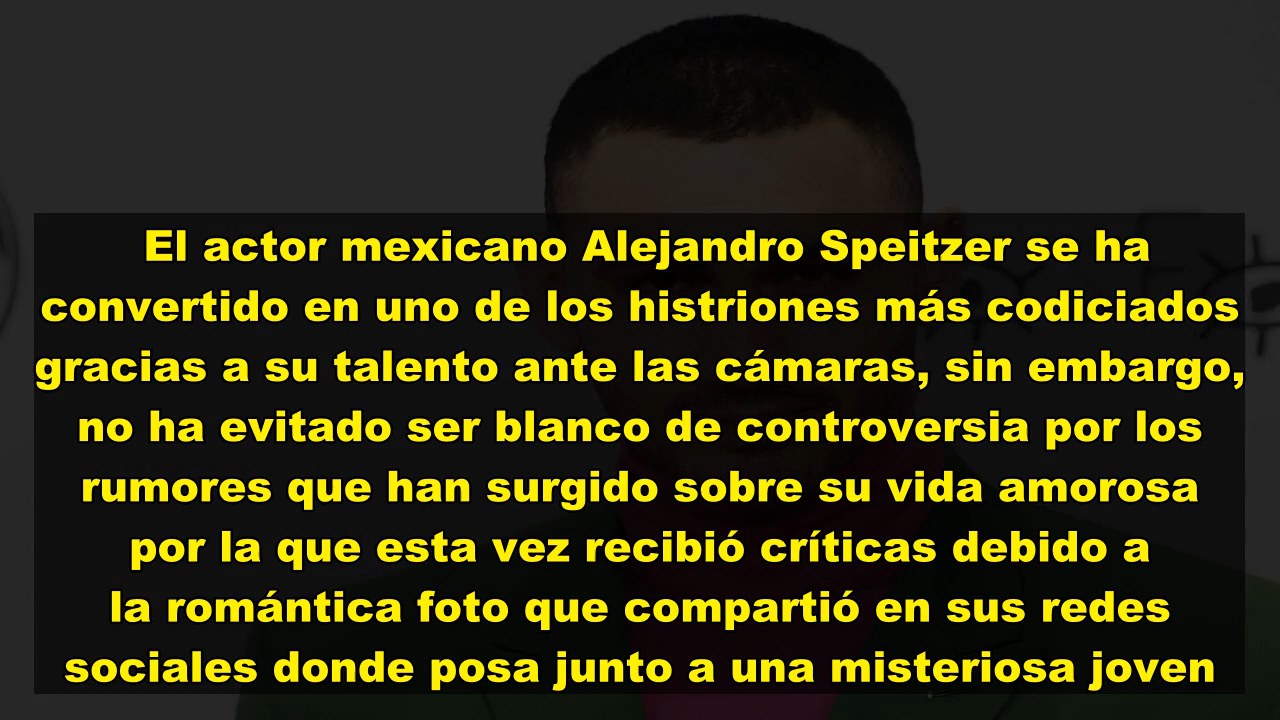 El actor mexicano Alejandro Speitzer se ha
convertido en uno de los histriones más codiciados
gracias a su talento ante las cámaras, sin embargo,
no ha evitado ser blanco de controversia por los
rumores que han surgido sobre su vida amorosa
por la que esta vez recibió críticas debido a
la romántica foto que compartió en sus redes
sociales donde posa junto a una misteriosa joven